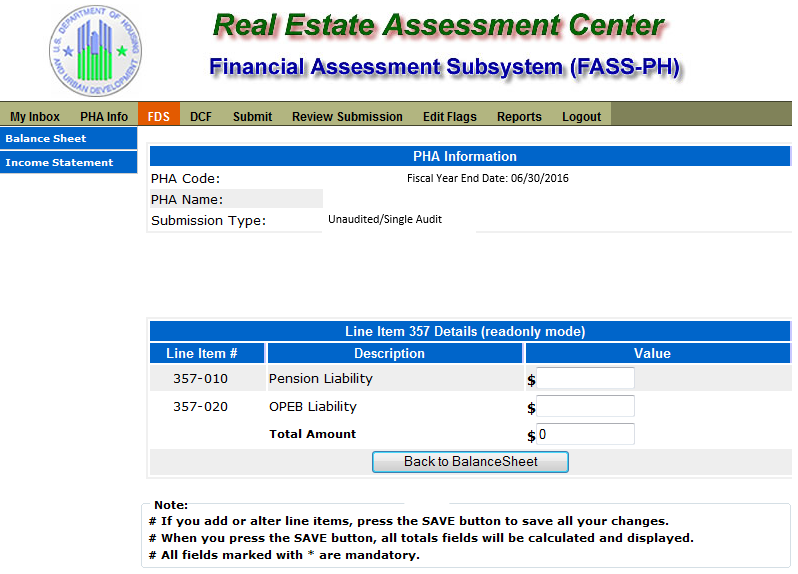 U.S. DEPARTMENT OF HOUSING
AND URBAN DEVELOPMENT
Real Estate Assessment Center
Financial Assessment Subsystem (FASS-PH)
My Inbox PHA Info FDS DCF Submit Review Submission Edit Flags Reports Logout
Balance Sheet
Income Statement
PHA Information
PHA Code: Fiscal Year End Date: 06/30/2016
PHA Name:
Submission Type: Unaudited/Single Audit
Line Item 357 Details (readonly mode)
Line Item # Description Value
357-010 Pension Liability $
357-020 OPEB Liability $
Total Amount $ 0
Back to BalanceSheet
Note:
# If you add or alter line items, press the SAVE button to save all your changes.
# When you press the SAVE button, all totals fields will be calculated and displayed.
# All fields marked with * are mandatory.